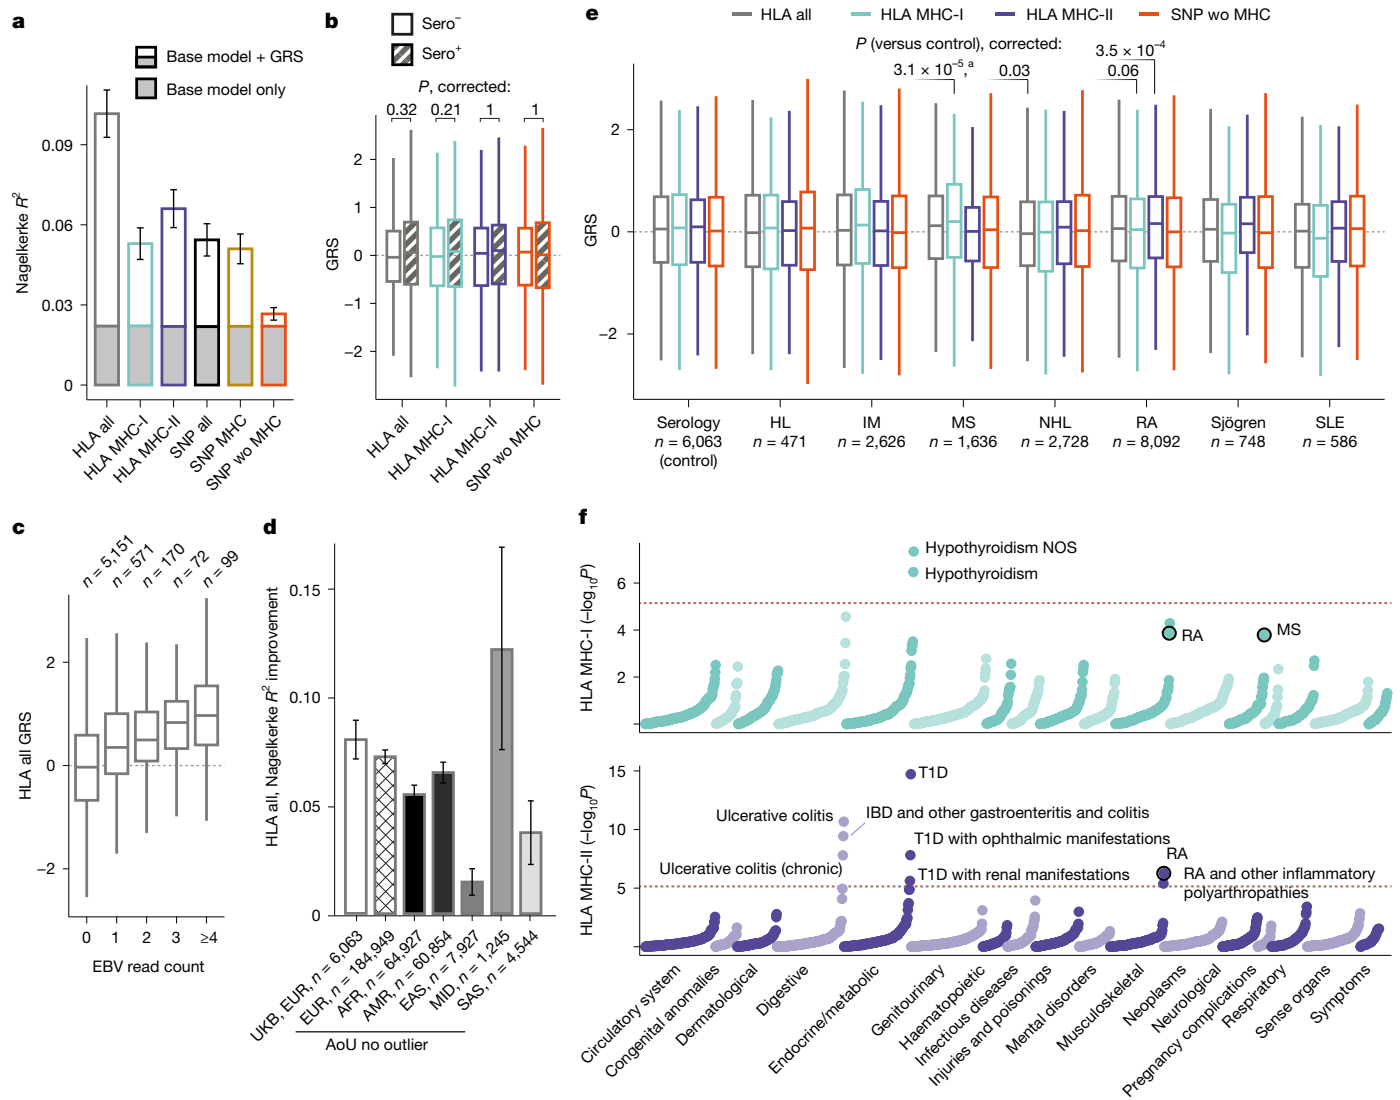 a
Base model + GRS
Base model only
Nagelkerke R²
0.09
0.06
0.03
0
HLA all
HLA MHC-I
HLA MHC-II
SNP all
SNP MHC
SNP wo MHC
b
Sero⁻
Sero⁺
P, corrected:
0.32
0.21
1
1
GRS
2
1
0
−1
−2
HLA all
HLA MHC-I
HLA MHC-II
SNP wo MHC
e
HLA all
HLA MHC-I
HLA MHC-II
SNP wo MHC
P (versus control), corrected:
3.1 × 10⁻⁵,ᵃ
0.03
3.5 × 10⁻⁴
0.06
GRS
2
0
−2
Serology
n = 6,063
(control)
HL
n = 471
IM
n = 2,626
MS
n = 1,636
NHL
n = 2,728
RA
n = 8,092
Sjögren
n = 748
SLE
n = 586
c
n = 5,151
n = 571
n = 170
n = 72
n = 99
HLA all GRS
2
0
−2
0
1
2
3
≥4
EBV read count
d
HLA all, Nagelkerke R² improvement
0.15
0.10
0.05
0
UKB, EUR, n = 6,063
EUR, n = 184,949
AFR, n = 64,927
AMR, n = 60,854
EAS, n = 7,927
MID, n = 1,245
SAS, n = 4,544
AoU no outlier
f
HLA MHC-I (−log₁₀P)
6
4
2
Hypothyroidism NOS
Hypothyroidism
RA
MS
HLA MHC-II (−log₁₀P)
15
10
5
T1D
Ulcerative colitis
IBD and other gastroenteritis and colitis
T1D with ophthalmic manifestations
Ulcerative colitis (chronic)
T1D with renal manifestations
RA
RA and other inflammatory
polyarthropathies
Circulatory system
Congenital anomalies
Dermatological
Digestive
Endocrine/metabolic
Genitourinary
Haematopoietic
Infectious diseases
Injuries and poisonings
Mental disorders
Musculoskeletal
Neoplasms
Neurological
Pregnancy complications
Respiratory
Sense organs
Symptoms